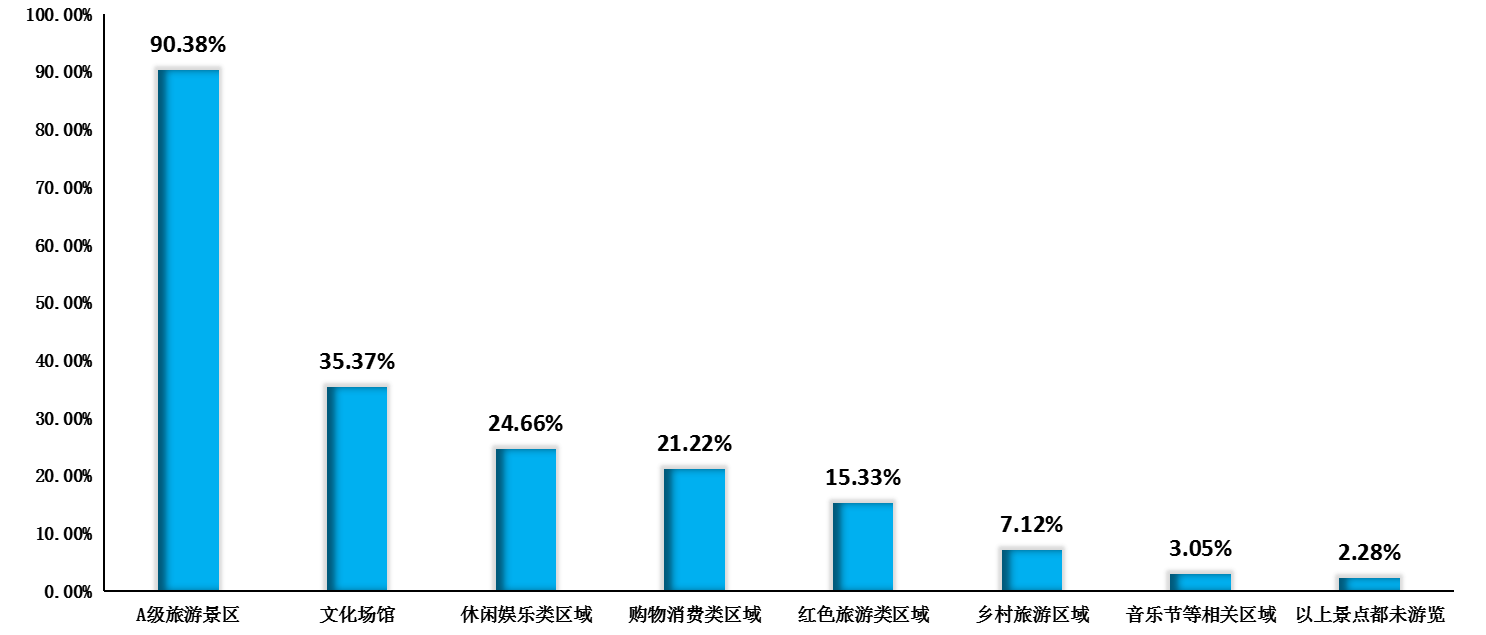 100.00%
90.00%
80.00%
70.00%
60.00%
50.00%
40.00%
30.00%
20.00%
10.00%
0.00%
90.38%
35.37%
24.66%
21.22%
15.33%
7.12%
3.05%
2.28%
A级旅游景区
文化场馆
休闲娱乐类区域
购物消费类区域
红色旅游类区域
乡村旅游区域
音乐节等相关区域
以上景点都未游览